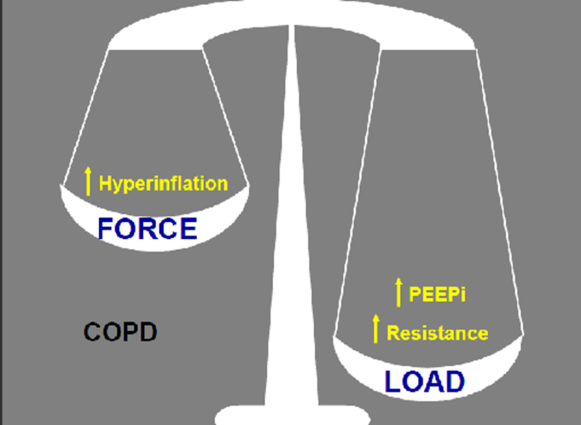 Hyperinflation
FORCE
PEEPi
COPD
Resistance
LOAD